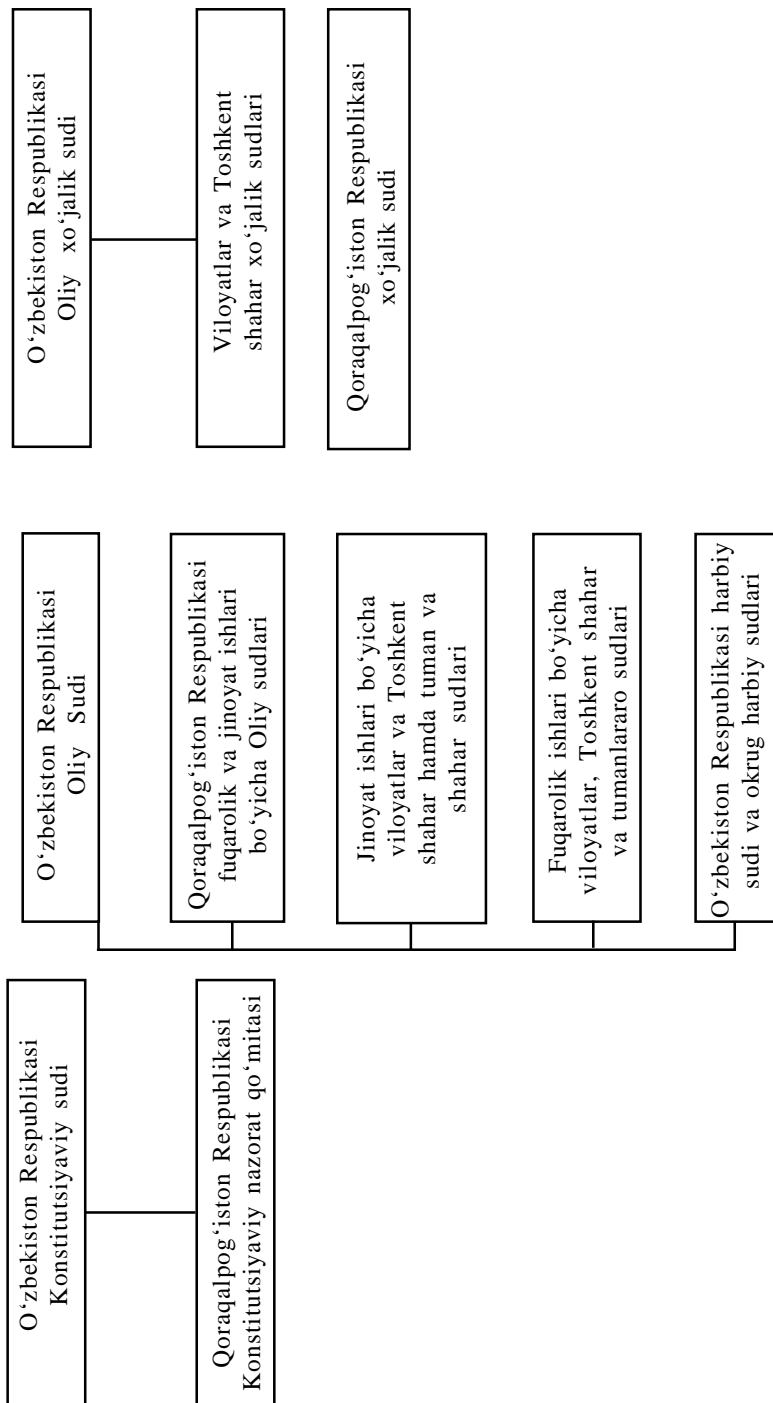 O‘zbekiston Respublikasi
Konstitutsiyaviy sudi
Qoraqalpog‘iston Respublikasi
Konstitutsiyaviy nazorat qo‘mitasi
O‘zbekiston Respublikasi
Oliy Sudi
Qoraqalpog‘iston Respublikasi
fuqarolik va jinoyat ishlari
bo‘yicha Oliy sudlari
Jinoyat ishlari bo‘yicha
viloyatlar va Toshkent
shahar hamda tuman va
shahar sudlari
Fuqarolik ishlari bo‘yicha
viloyatlar, Toshkent shahar
va tumanlararo sudlari
O‘zbekiston Respublikasi harbiy
sudi va okrug harbiy sudlari
O‘zbekiston Respublikasi
Oliy xo‘jalik sudi
Viloyatlar va Toshkent
shahar xo‘jalik sudlari
Qoraqalpog‘iston Respublikasi
xo‘jalik sudi